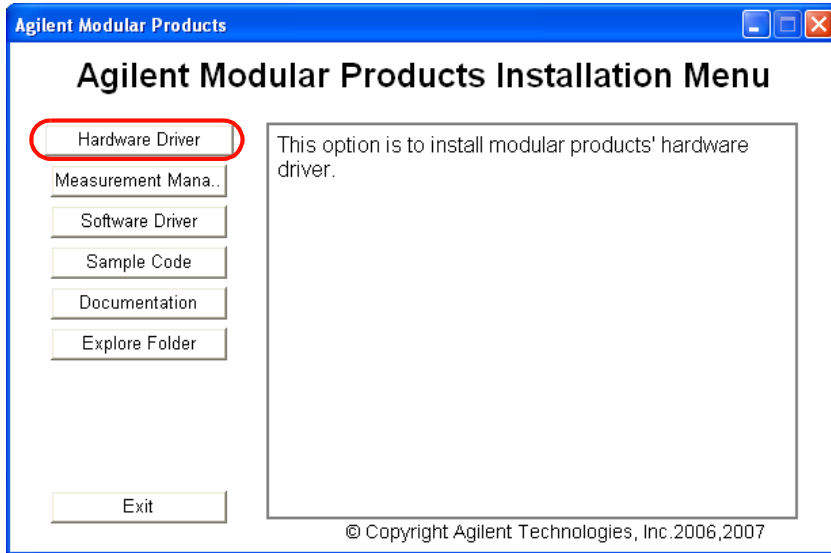 Agilent Modular Products
Agilent Modular Products Installation Menu
Hardware Driver
Measurement Mana..
Software Driver
Sample Code
Documentation
Explore Folder
Exit
This option is to install modular products' hardware
driver.
© Copyright Agilent Technologies, Inc.2006,2007